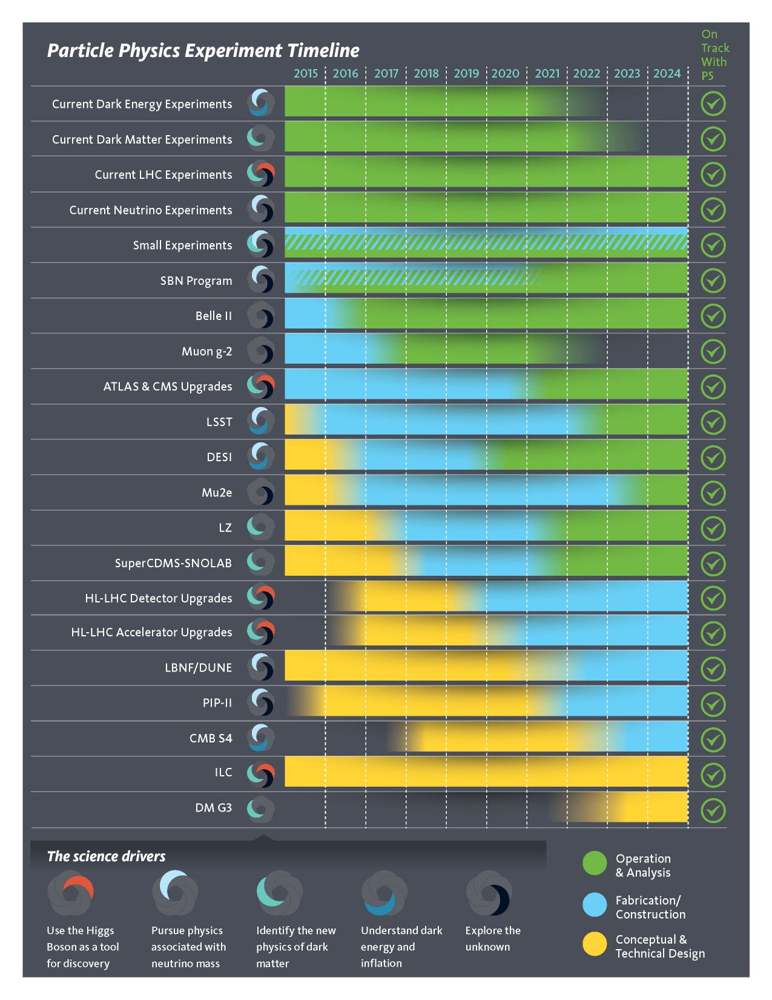 Particle Physics Experiment Timeline
On
Track
With
P5
2015 2016 2017 2018 2019 2020 2021 2022 2023 2024
Current Dark Energy Experiments
Current Dark Matter Experiments
Current LHC Experiments
Current Neutrino Experiments
Small Experiments
SBN Program
Belle II
Muon g-2
ATLAS & CMS Upgrades
LSST
DESI
Mu2e
LZ
SuperCDMS-SNOLAB
HL-LHC Detector Upgrades
HL-LHC Accelerator Upgrades
LBNF/DUNE
PIP-II
CMB S4
ILC
DM G3
The science drivers
Use the Higgs
Boson as a tool
for discovery
Pursue physics
associated with
neutrino mass
Identify the new
physics of dark
matter
Understand dark
energy and
inflation
Explore the
unknown
Operation
& Analysis
Fabrication/
Construction
Conceptual &
Technical Design